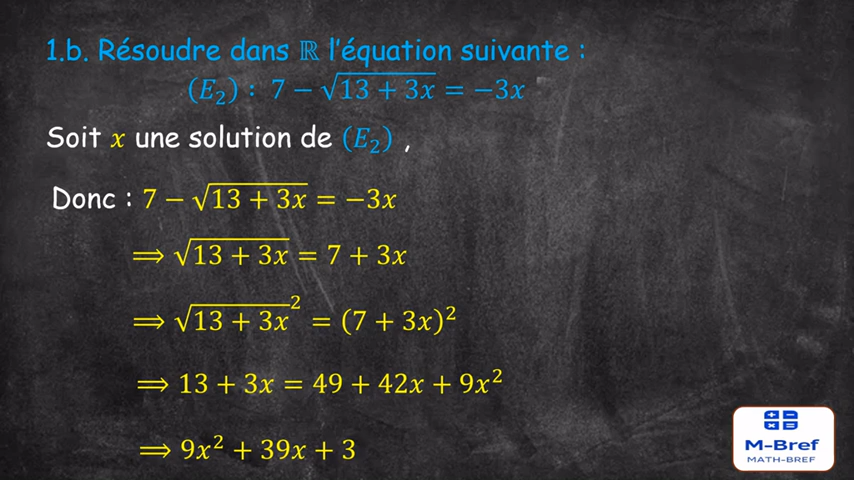 1.b. Résoudre dans ℝ l'équation suivante :
(E₂) : 7 − √(13 + 3x) = −3x
Soit x une solution de (E₂) ,
Donc : 7 − √(13 + 3x) = −3x
⟹ √(13 + 3x) = 7 + 3x
⟹ √(13 + 3x)² = (7 + 3x)²
⟹ 13 + 3x = 49 + 42x + 9x²
⟹ 9x² + 39x + 3
M-Bref
MATH-BREF